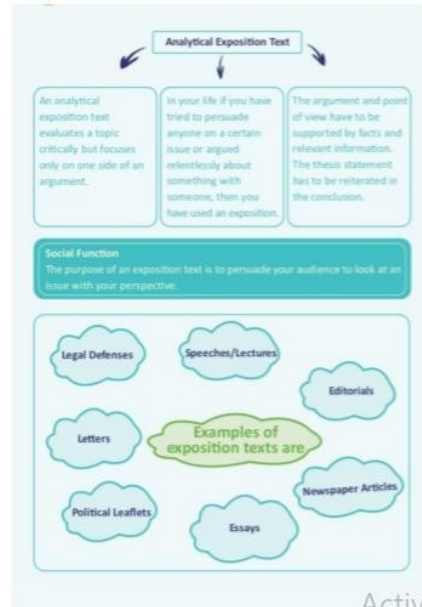 Analytical Exposition Text
An analytical
exposition text
evaluates a topic
critically but focuses
only on one side of an
argument.
In your life if you have
tried to persuade
anyone on a certain
issue or argued
relentlessly about
something with
someone, then you
have used an exposition.
The argument and point
of view have to be
supported by facts and
relevant information.
The thesis statement
has to be reiterated in
the conclusion.
Social Function
The purpose of an exposition text is to persuade your audience to look at an
issue with your perspective.
Legal Defenses
Speeches/Lectures
Editorials
Letters
Examples of
exposition texts are
Newspaper Articles
Political Leaflets
Essays
Activ